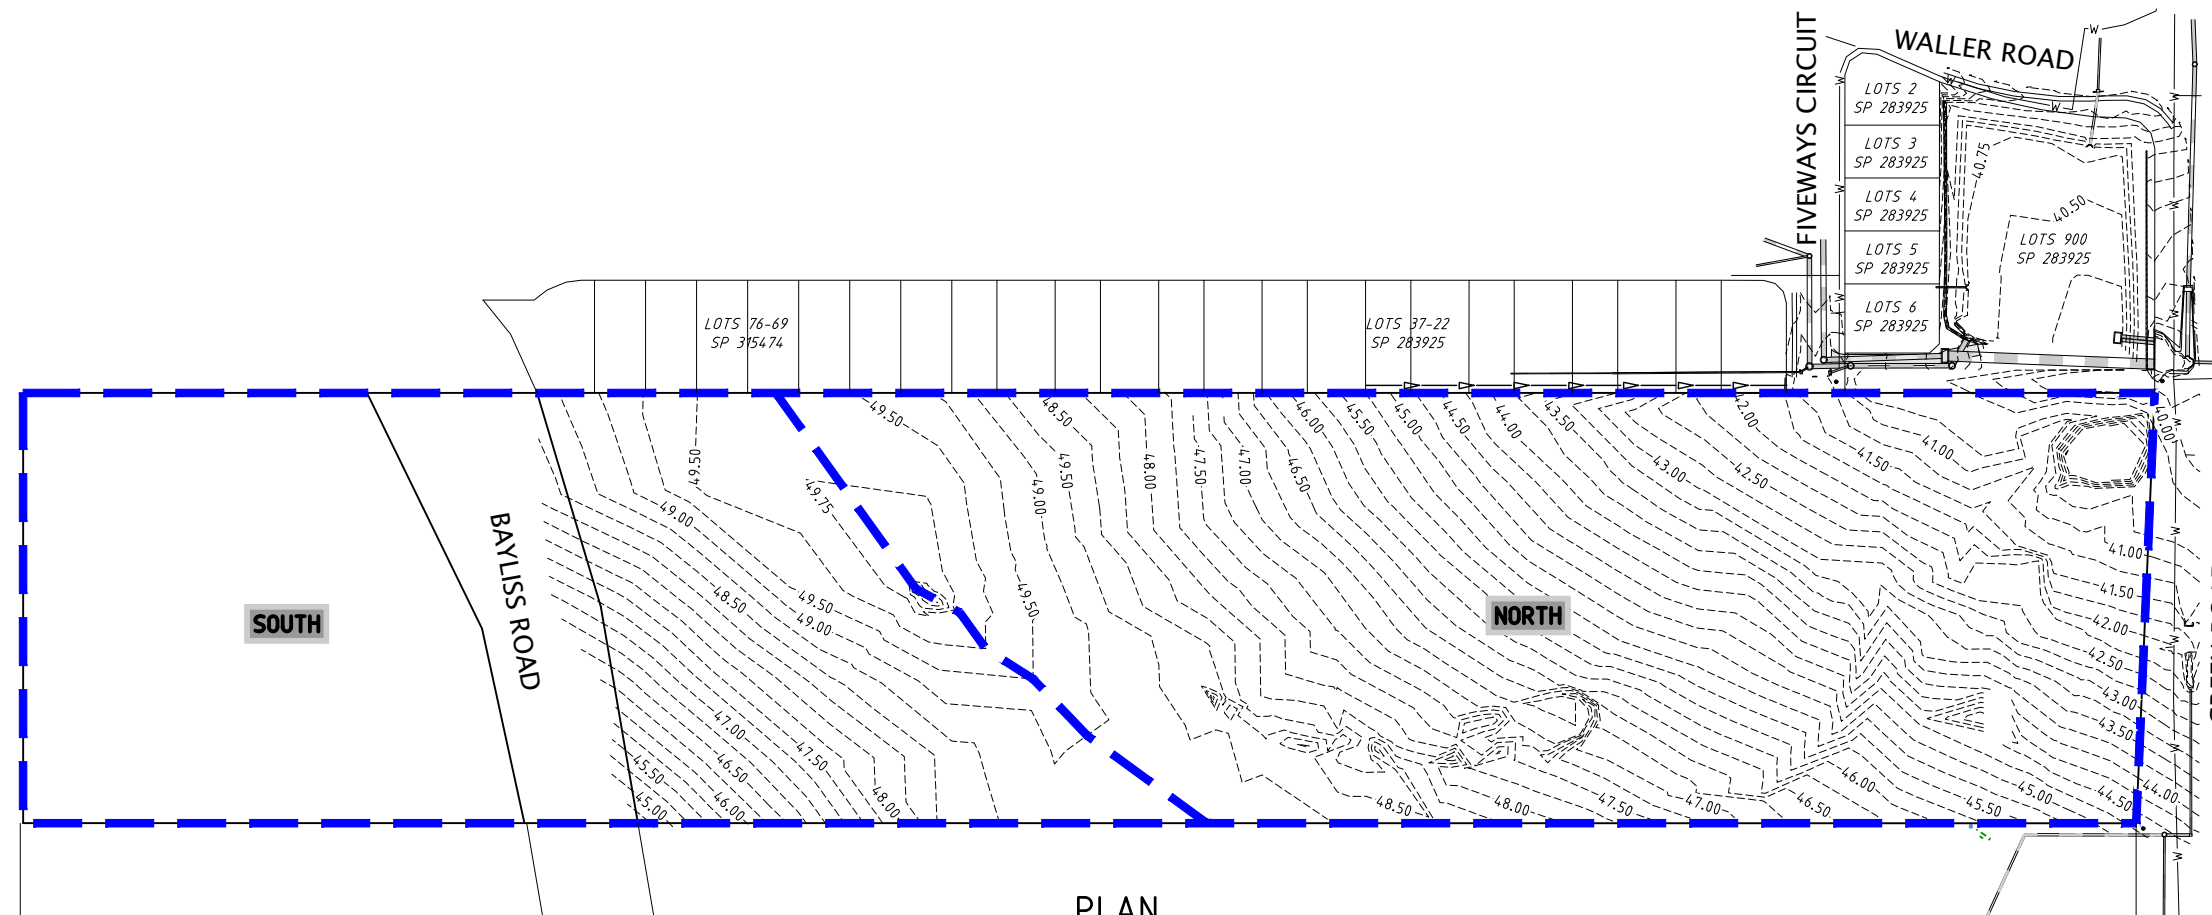 WALLER ROAD
FIVEWAYS CIRCUIT
LOTS 2
SP 283925
LOTS 3
SP 283925
LOTS 4
SP 283925
LOTS 5
SP 283925
LOTS 6
SP 283925
40.75
40.50
LOTS 900
SP 283925
LOTS 76-69
SP 315474
LOTS 37-22
SP 283925
49.50
48.50
46.00
45.50
45.00
44.50
44.00
43.50
42.00
41.00
40.00
49.50
49.75
49.50
49.00
48.00
47.50
47.00
46.50
43.00
42.50
41.50
49.00
BAYLISS ROAD
41.00
41.50
42.00
42.50
43.00
43.50
48.50
49.50
49.00
49.50
SOUTH
NORTH
47.00
47.50
46.50
45.50
46.00
45.00
48.00
48.50
48.00
47.50
47.00
46.50
46.00
45.50
45.00
44.50
44.00
PLAN